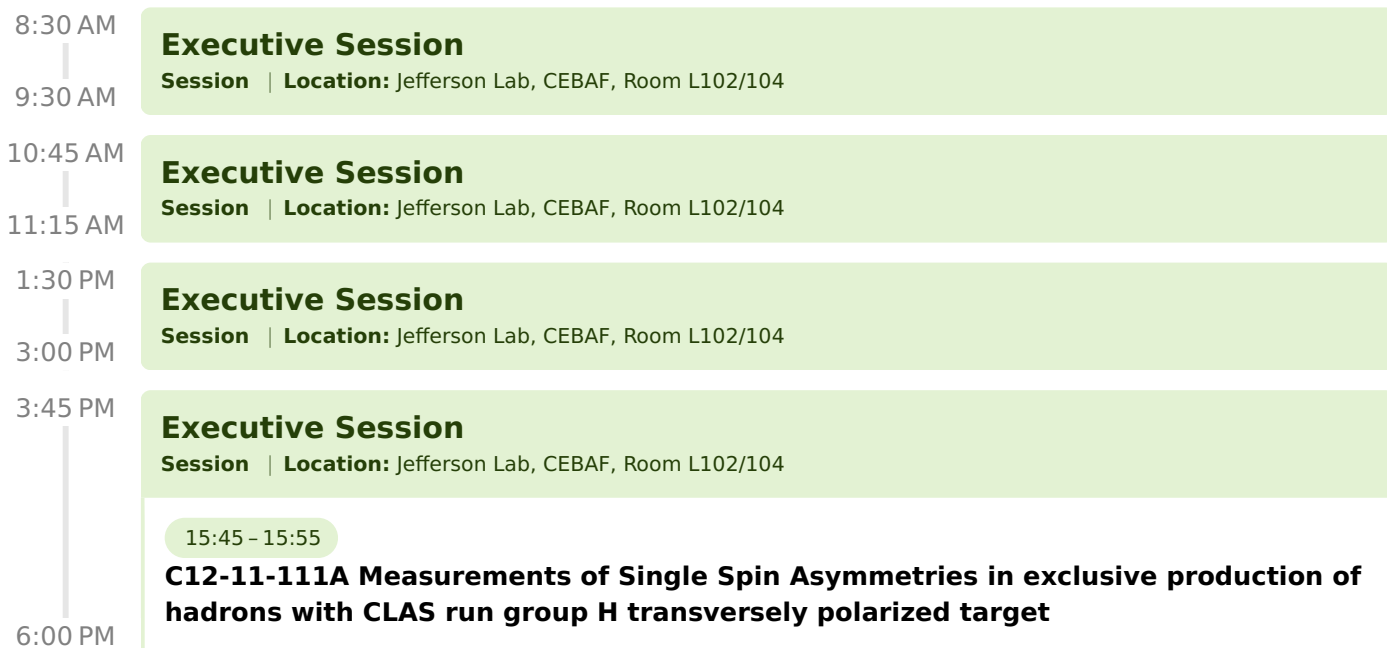 8:30 AM
9:30 AM
Executive Session
Session | Location: Jefferson Lab, CEBAF, Room L102/104
10:45 AM
11:15 AM
Executive Session
Session | Location: Jefferson Lab, CEBAF, Room L102/104
1:30 PM
3:00 PM
Executive Session
Session | Location: Jefferson Lab, CEBAF, Room L102/104
3:45 PM
6:00 PM
Executive Session
Session | Location: Jefferson Lab, CEBAF, Room L102/104
15:45 – 15:55
C12-11-111A Measurements of Single Spin Asymmetries in exclusive production of
hadrons with CLAS run group H transversely polarized target